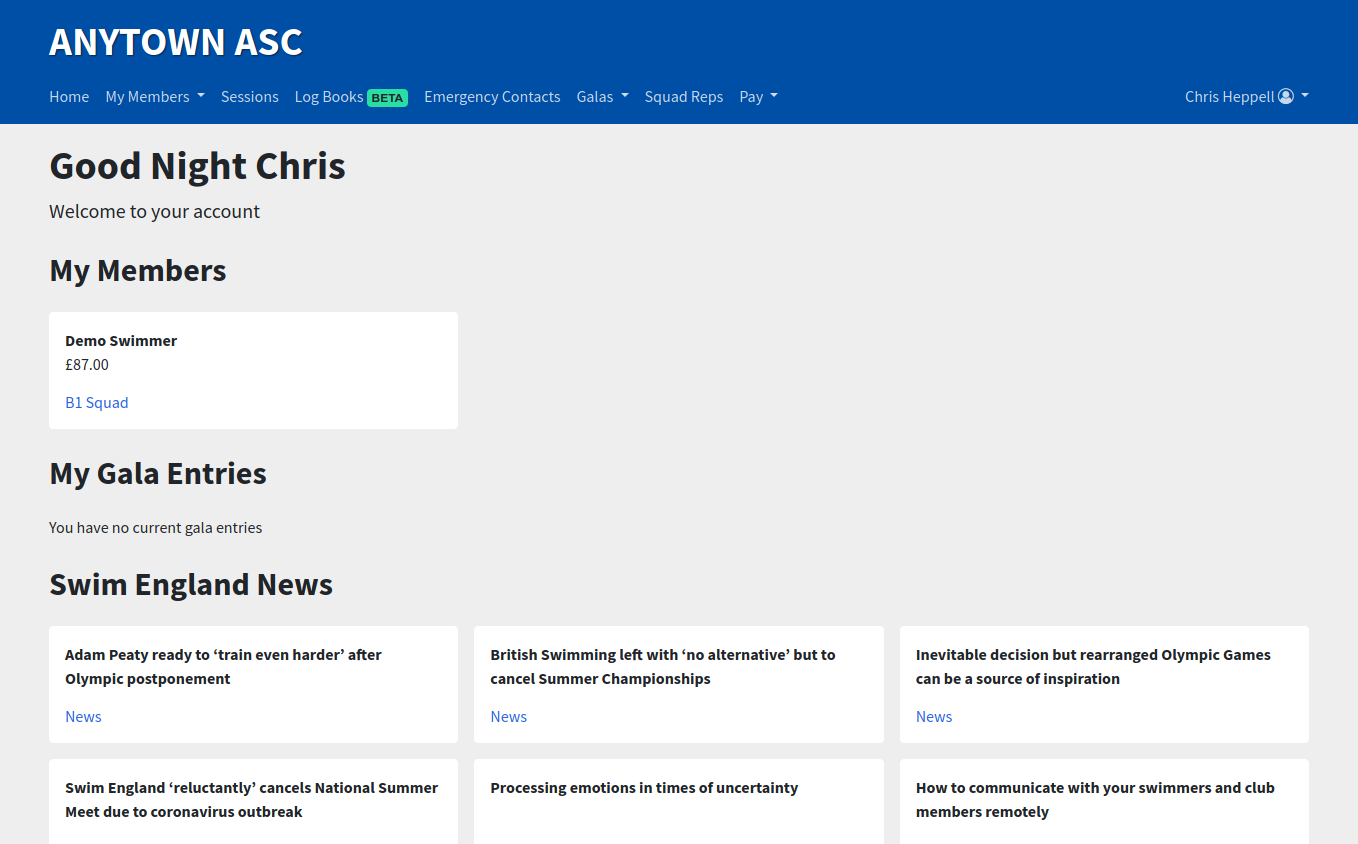 ANYTOWN ASC
Home My Members Sessions Log Books BETA Emergency Contacts Galas Squad Reps Pay Chris Heppell
Good Night Chris
Welcome to your account
My Members
Demo Swimmer
£87.00
B1 Squad
My Gala Entries
You have no current gala entries
Swim England News
Adam Peaty ready to ‘train even harder’ after
Olympic postponement
News
British Swimming left with ‘no alternative’ but to
cancel Summer Championships
News
Inevitable decision but rearranged Olympic Games
can be a source of inspiration
News
Swim England ‘reluctantly’ cancels National Summer
Meet due to coronavirus outbreak
Processing emotions in times of uncertainty
How to communicate with your swimmers and club
members remotely